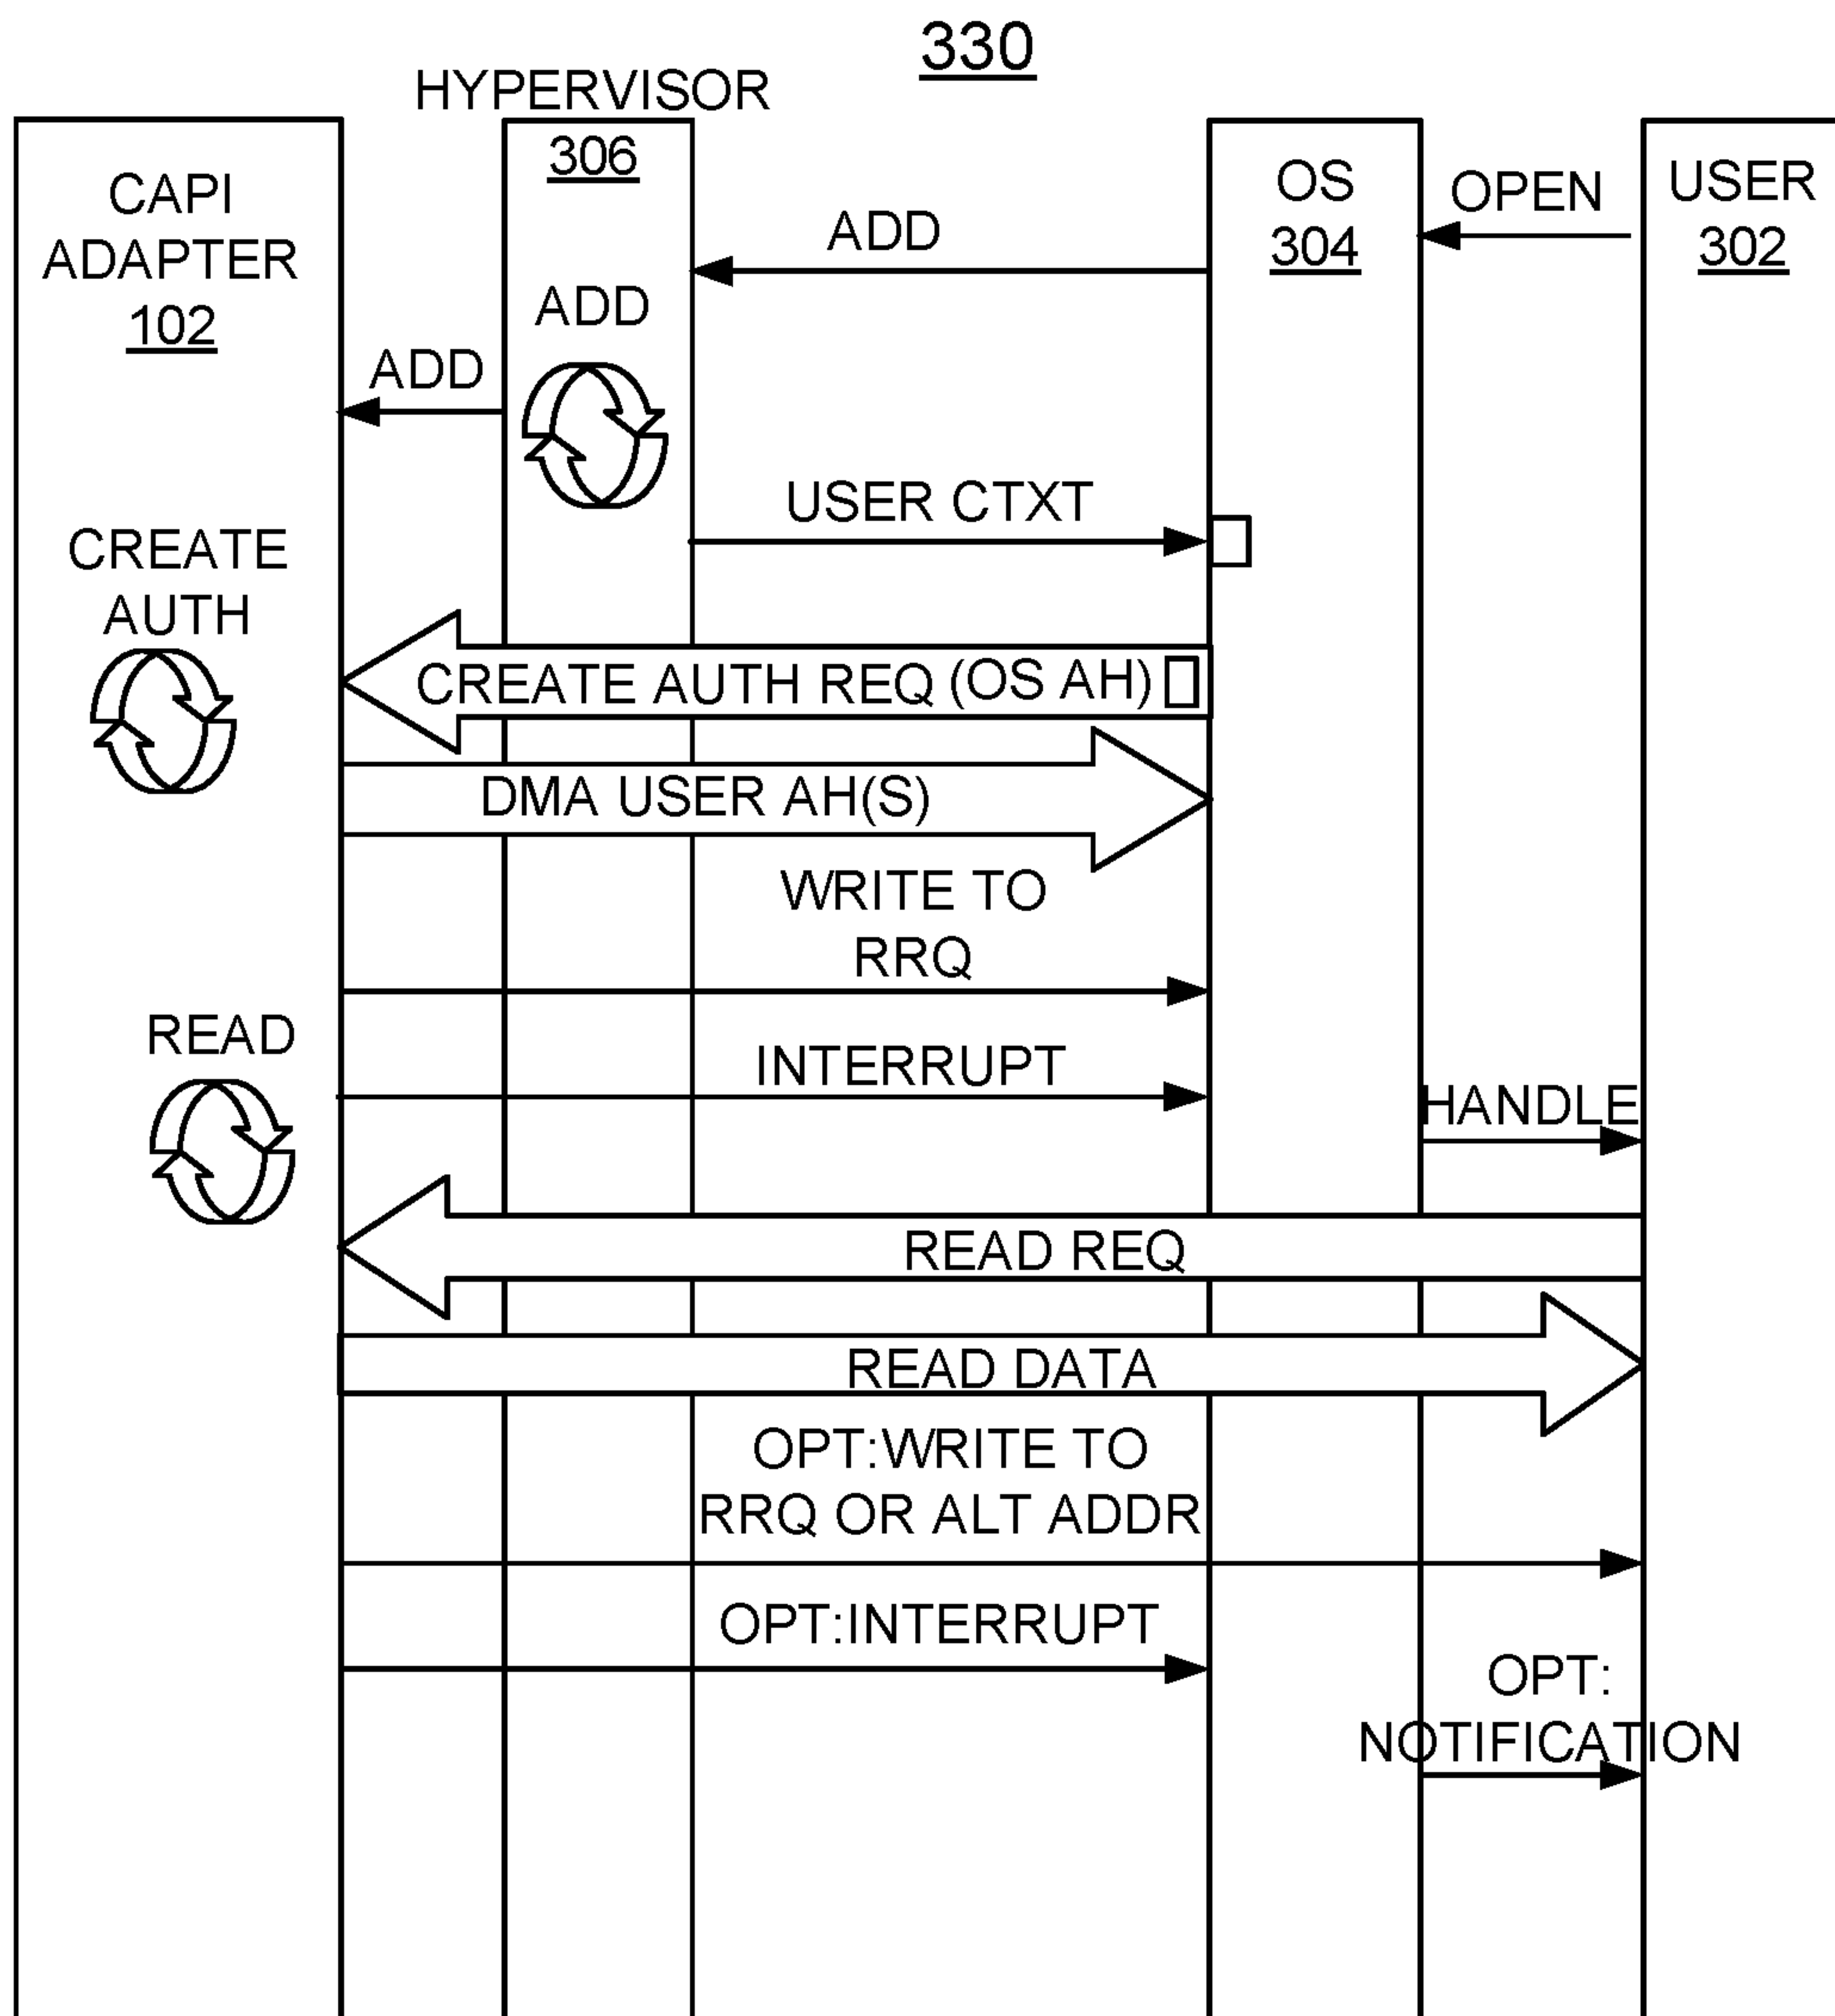 330
HYPERVISOR
306
CAPI
ADAPTER
102
OS
304
OPEN
USER
302
ADD
ADD
ADD
USER CTXT
CREATE
AUTH
CREATE AUTH REQ (OS AH)
DMA USER AH(S)
WRITE TO
RRQ
READ
INTERRUPT
HANDLE
READ REQ
READ DATA
OPT:WRITE TO
RRQ OR ALT ADDR
OPT:INTERRUPT
OPT:
NOTIFICATION